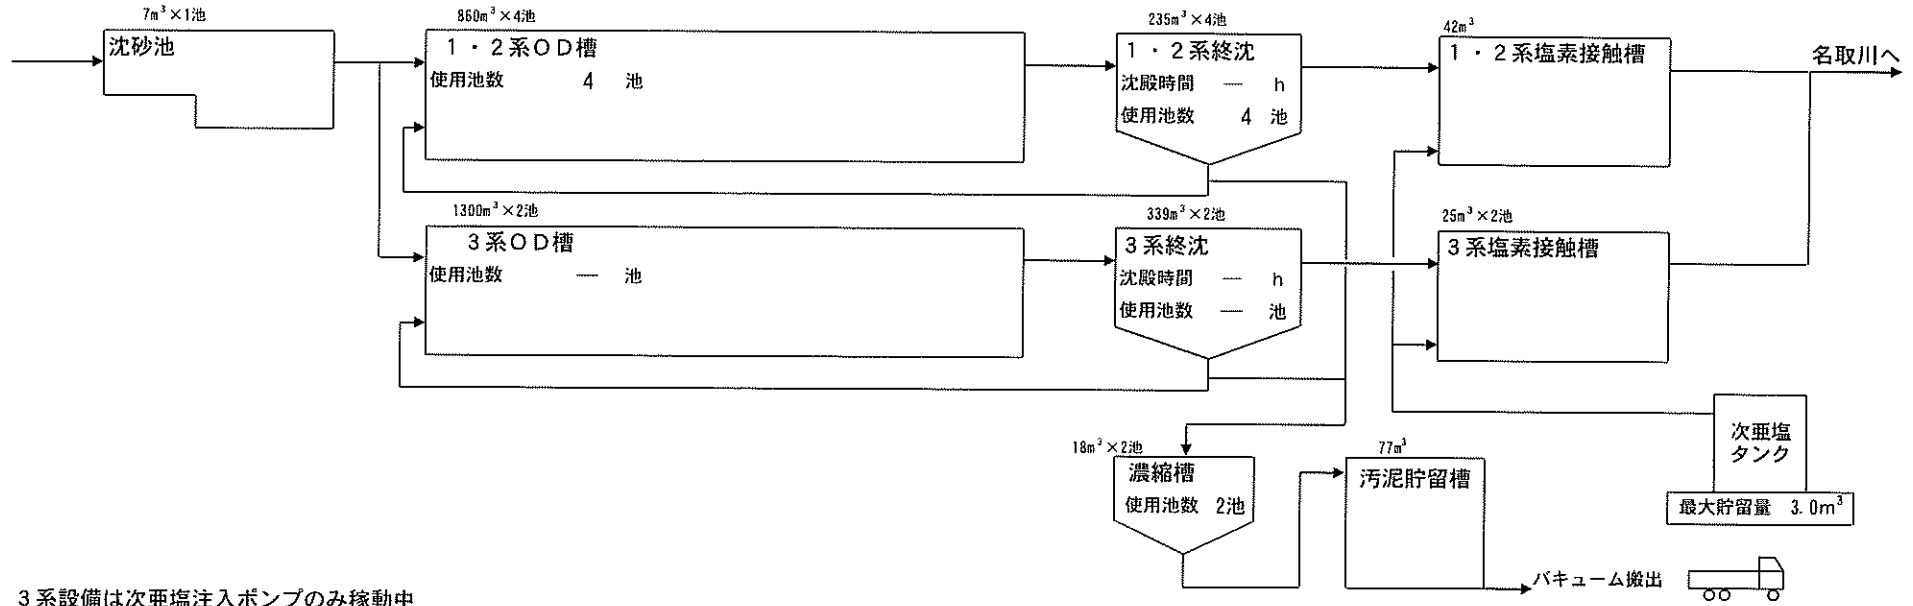 7m³×1池
沈砂池
860m³×4池
1・2系OD槽
使用池数 4 池
235m³×4池
1・2系終沈
沈殿時間 ― h
使用池数 4 池
42m³
1・2系塩素接触槽
名取川へ
1300m³×2池
3系OD槽
使用池数 ― 池
339m³×2池
3系終沈
沈殿時間 ― h
使用池数 ― 池
25m³×2池
3系塩素接触槽
18m³×2池
濃縮槽
使用池数 2池
77m³
汚泥貯留槽
次亜塩
タンク
最大貯留量 3.0m³
バキューム搬出
3系設備は次亜塩注入ポンプのみ稼動中